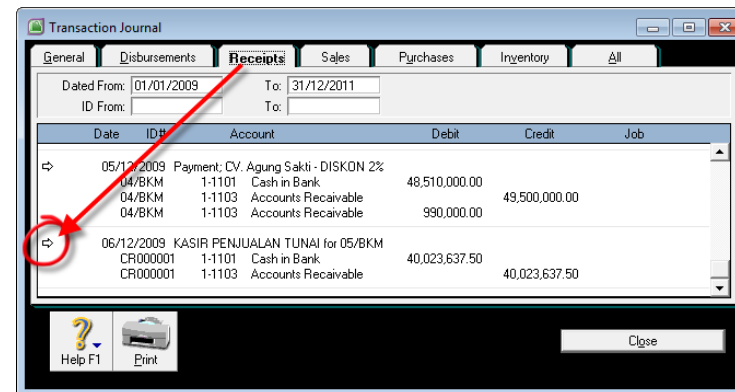 Transaction Journal
General Disbursements Receipts Sales Purchases Inventory All
Dated From: 01/01/2009 To: 31/12/2011
ID From: To:
Date ID# Account Debit Credit Job
05/12/2009 Payment; CV. Agung Sakti - DISKON 2%
04/BKM 1-1101 Cash in Bank 48,510,000.00
04/BKM 1-1103 Accounts Recaivable 49,500,000.00
04/BKM 1-1103 Accounts Recaivable 990,000.00
06/12/2009 KASIR PENJUALAN TUNAI for 05/BKM
CR000001 1-1101 Cash in Bank 40,023,637.50
CR000001 1-1103 Accounts Recaivable 40,023,637.50
Help F1 Print Close